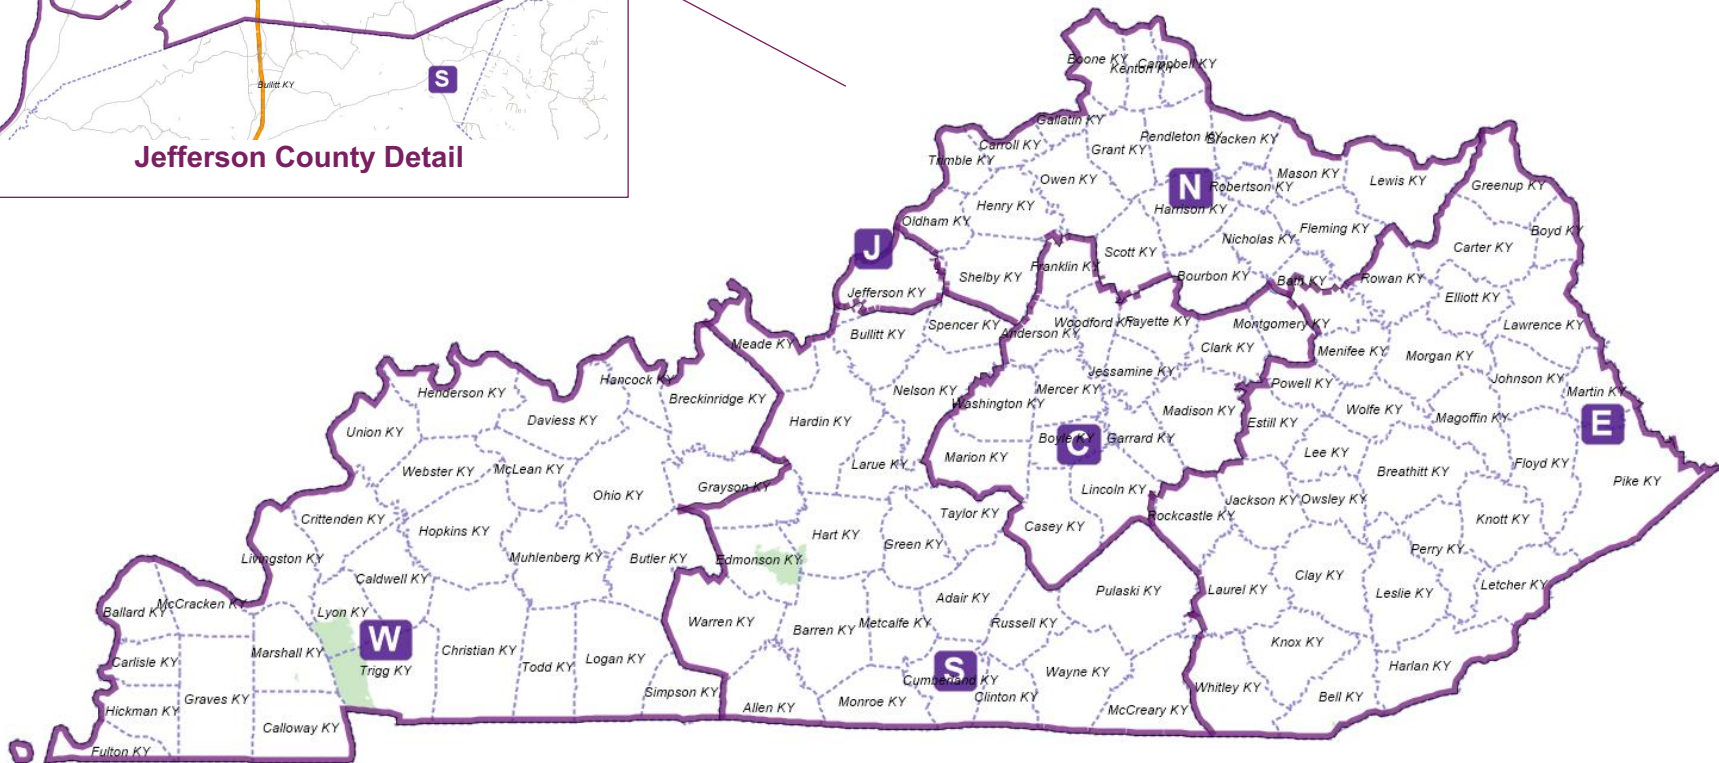 Bullitt KY
S
Jefferson County Detail
Boone KY
Kenton KY
Campbell KY
Gallatin KY
Carroll KY
Trimble KY
Grant KY
Pendleton KY
Bracken KY
Owen KY
N
Robertson KY
Mason KY
Lewis KY
Greenup KY
Henry KY
Harrison KY
Oldham KY
Nicholas KY
Fleming KY
Boyd KY
J
Carter KY
Scott KY
Franklin KY
Shelby KY
Bourbon KY
Bath KY
Rowan KY
Jefferson KY
Elliott KY
Bullitt KY
Spencer KY
Anderson KY
Woodford KY
Fayette KY
Montgomery KY
Lawrence KY
Meade KY
Clark KY
Menifee KY
Morgan KY
Hancock KY
Henderson KY
Breckinridge KY
Nelson KY
Jessamine KY
Mercer KY
Washington KY
Powell KY
Johnson KY
Martin KY
Daviess KY
Hardin KY
Madison KY
Estill KY
Wolfe KY
Magoffin KY
E
Union KY
Boyle KY
C
Garrard KY
Lee KY
Webster KY
McLean KY
Larue KY
Marion KY
Breathitt KY
Floyd KY
Pike KY
Ohio KY
Grayson KY
Lincoln KY
Jackson KY
Owsley KY
Crittenden KY
Hopkins KY
Taylor KY
Casey KY
Rockcastle KY
Knott KY
Livingston KY
Muhlenberg KY
Butler KY
Edmonson KY
Hart KY
Green KY
Perry KY
Caldwell KY
Clay KY
Letcher KY
Ballard KY
McCracken KY
Lyon KY
Adair KY
Pulaski KY
Laurel KY
Leslie KY
W
Warren KY
Barren KY
Metcalfe KY
Russell KY
Carlisle KY
Marshall KY
Trigg KY
Christian KY
Todd KY
Logan KY
S
Knox KY
Harlan KY
Hickman KY
Graves KY
Simpson KY
Cumberland KY
Wayne KY
Whitley KY
Allen KY
Monroe KY
Clinton KY
McCreary KY
Bell KY
Calloway KY
Fulton KY